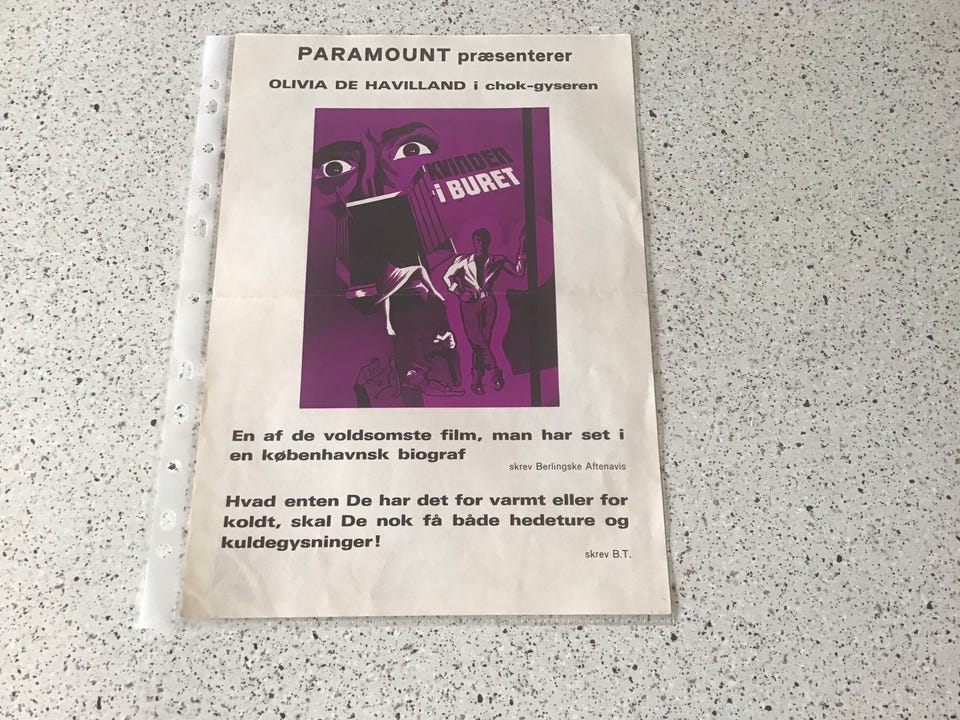 PARAMOUNT præsenterer
OLIVIA DE HAVILLAND i chok-gyseren
KVINDEN
i BURET
En af de voldsomste film, man har set i
en københavnsk biograf
skrev Berlingske Aftenavis
Hvad enten De har det for varmt eller for
koldt, skal De nok få både hedeture og
kuldegysninger!
skrev B.T.